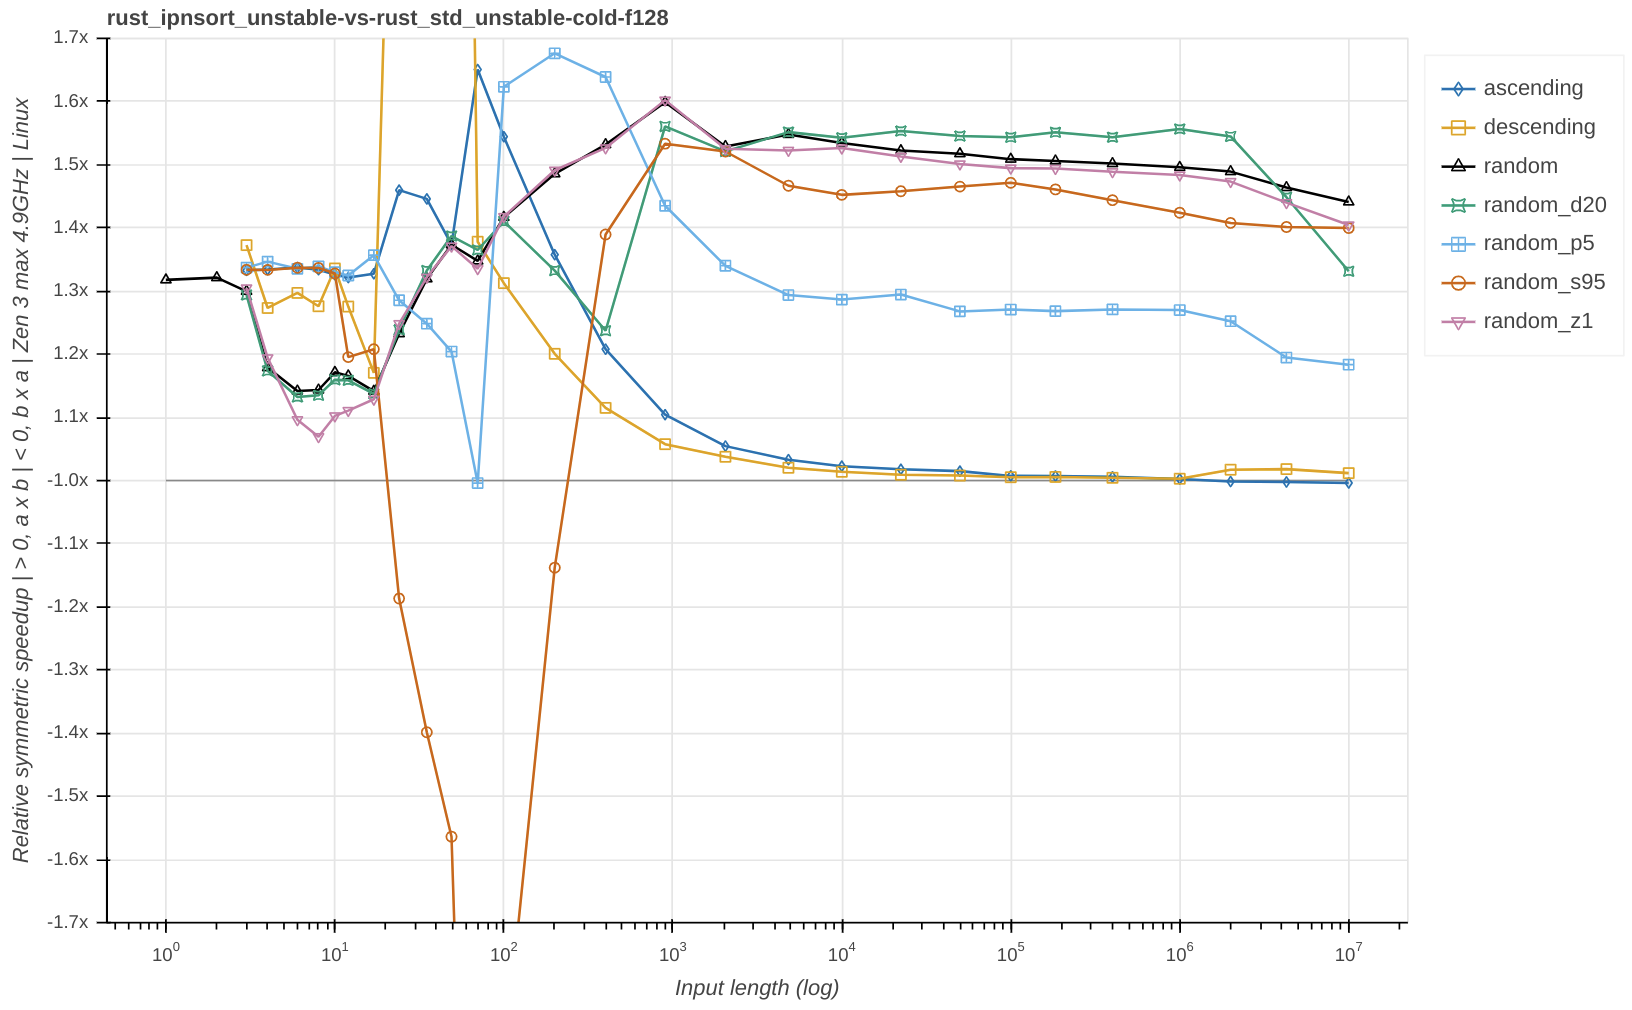 rust_ipnsort_unstable-vs-rust_std_unstable-cold-f128
Relative symmetric speedup | > 0, a x b | < 0, b x a | Zen 3 max 4.9GHz | Linux
1.7x
1.6x
1.5x
1.4x
1.3x
1.2x
1.1x
-1.0x
-1.1x
-1.2x
-1.3x
-1.4x
-1.5x
-1.6x
-1.7x
10⁰ 10¹ 10² 10³ 10⁴ 10⁵ 10⁶ 10⁷
Input length (log)
ascending
descending
random
random_d20
random_p5
random_s95
random_z1